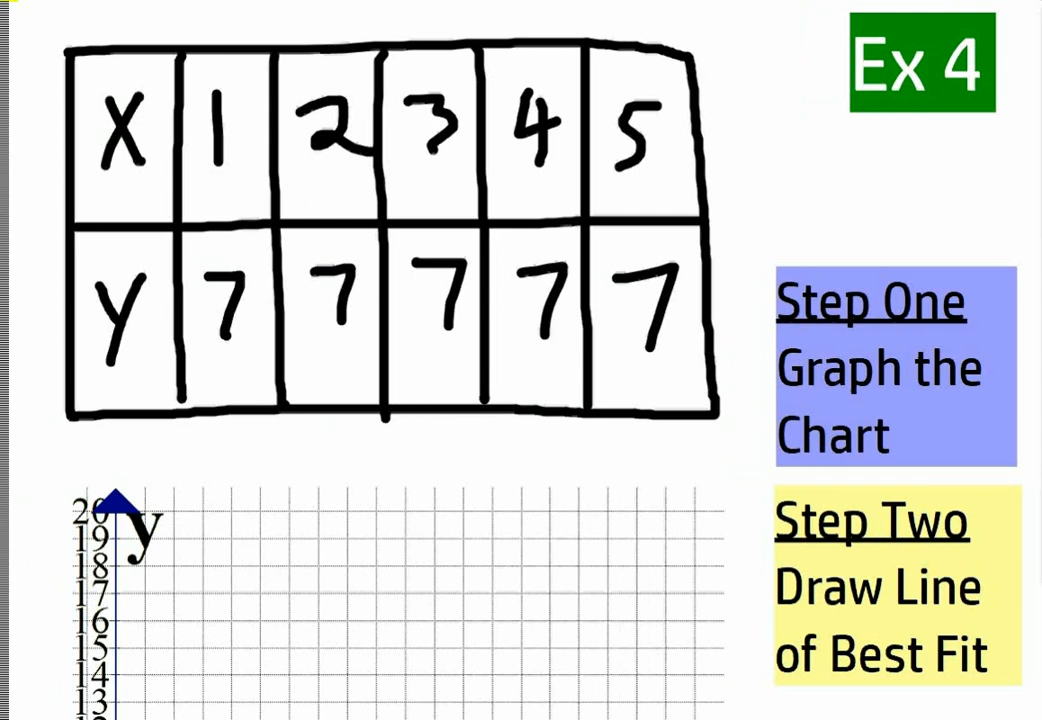 Ex 4
X 1 2 3 4 5
Y 7 7 7 7 7
Step One
Graph the
Chart
Step Two
Draw Line
of Best Fit
y
20
19
18
17
16
15
14
13